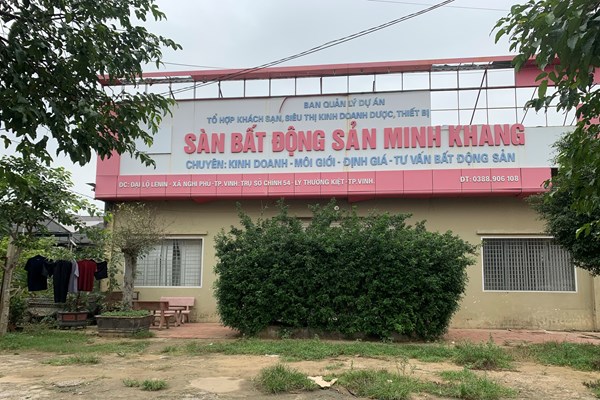 BAN QUẢN LÝ DỰ ÁN
TỔ HỢP KHÁCH SẠN, SIÊU THỊ KINH DOANH DƯỢC, THIẾT BỊ
SÀN BẤT ĐỘNG SẢN MINH KHANG
CHUYÊN: KINH DOANH - MÔI GIỚI - ĐỊNH GIÁ - TƯ VẤN BẤT ĐỘNG SẢN
ĐC: ĐẠI LỘ LENIN - XÃ NGHI PHÚ - TP VINH. TRỤ SỞ CHÍNH 54 - LÝ THƯỜNG KIỆT - TP.VINH. ĐT: 0388.906.168